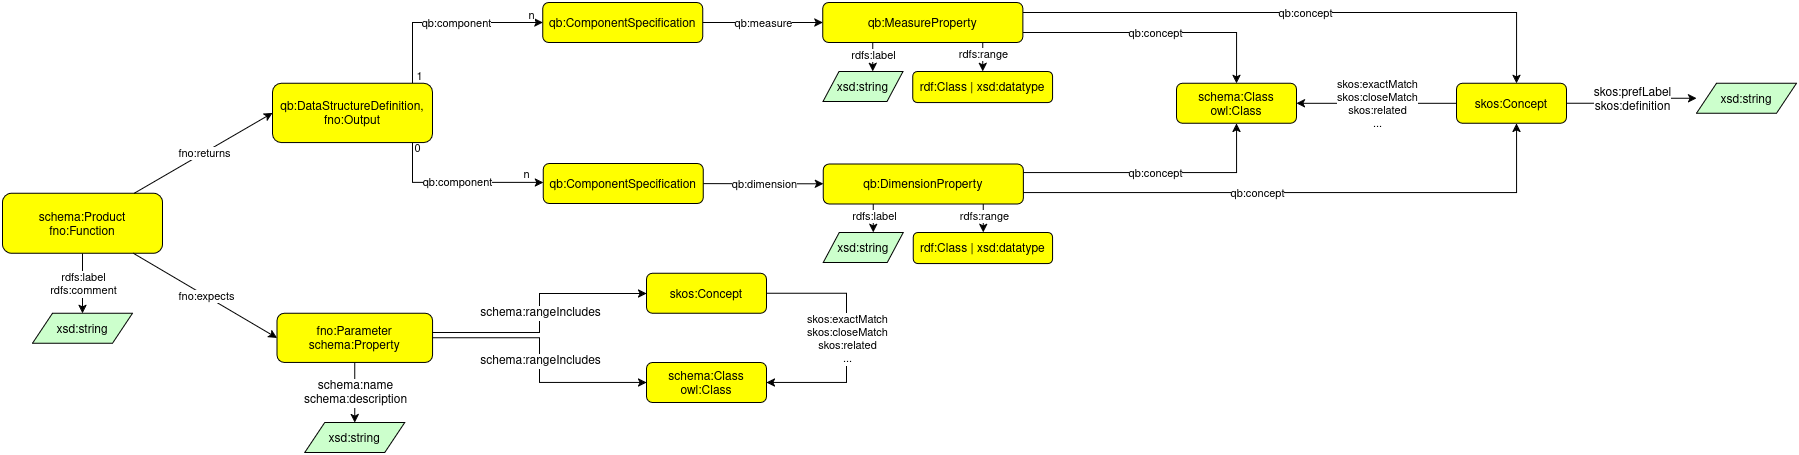 qb:component
n
qb:ComponentSpecification
qb:measure
qb:MeasureProperty
qb:concept
qb:concept
rdfs:label
rdfs:range
1
xsd:string
rdf:Class | xsd:datatype
qb:DataStructureDefinition,
fno:Output
schema:Class
owl:Class
skos:exactMatch
skos:closeMatch
skos:related
...
skos:Concept
skos:prefLabel
skos:definition
xsd:string
0
fno:returns
qb:component
n
qb:ComponentSpecification
qb:dimension
qb:DimensionProperty
qb:concept
qb:concept
rdfs:label
rdfs:range
xsd:string
rdf:Class | xsd:datatype
schema:Product
fno:Function
rdfs:label
rdfs:comment
xsd:string
fno:expects
fno:Parameter
schema:Property
schema:rangeIncludes
skos:Concept
skos:exactMatch
skos:closeMatch
skos:related
...
schema:rangeIncludes
schema:Class
owl:Class
schema:name
schema:description
xsd:string